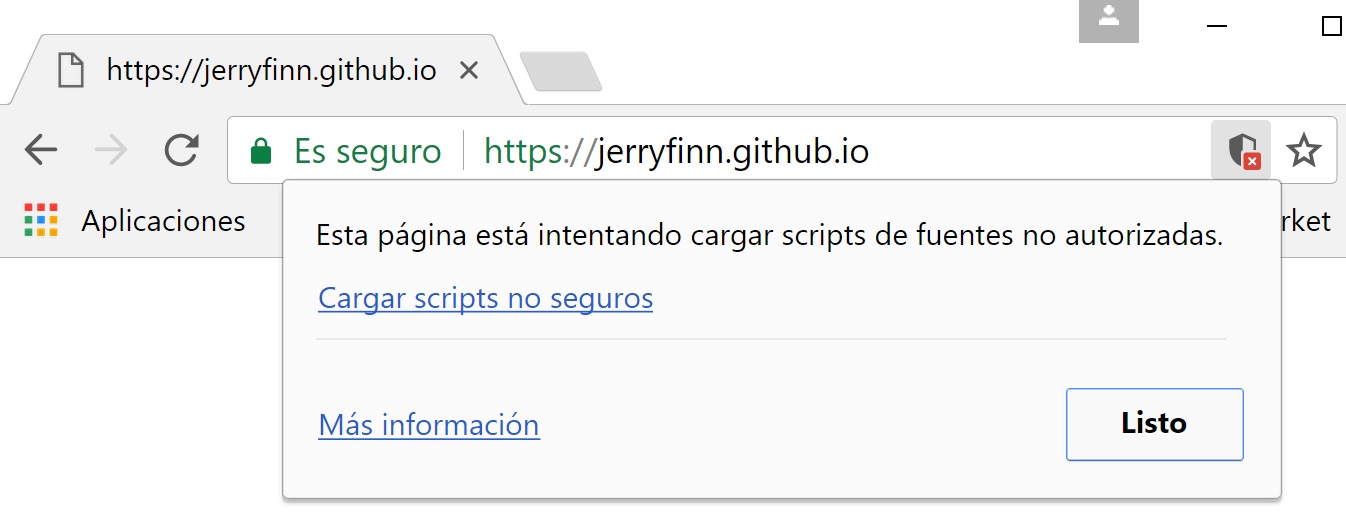 https://jerryfinn.github.io
Es seguro https://jerryfinn.github.io
Aplicaciones
rket
Esta página está intentando cargar scripts de fuentes no autorizadas.
Cargar scripts no seguros
Más información
Listo